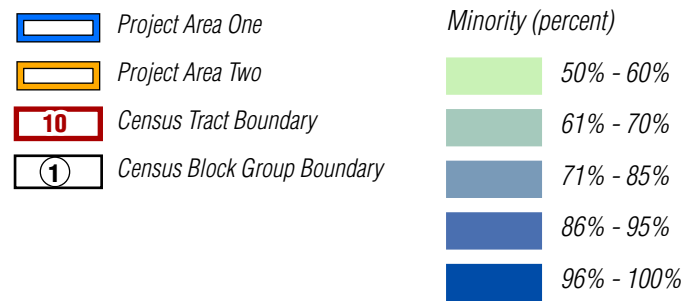 Project Area One
Project Area Two
10 Census Tract Boundary
1 Census Block Group Boundary
Minority (percent)
50% - 60%
61% - 70%
71% - 85%
86% - 95%
96% - 100%